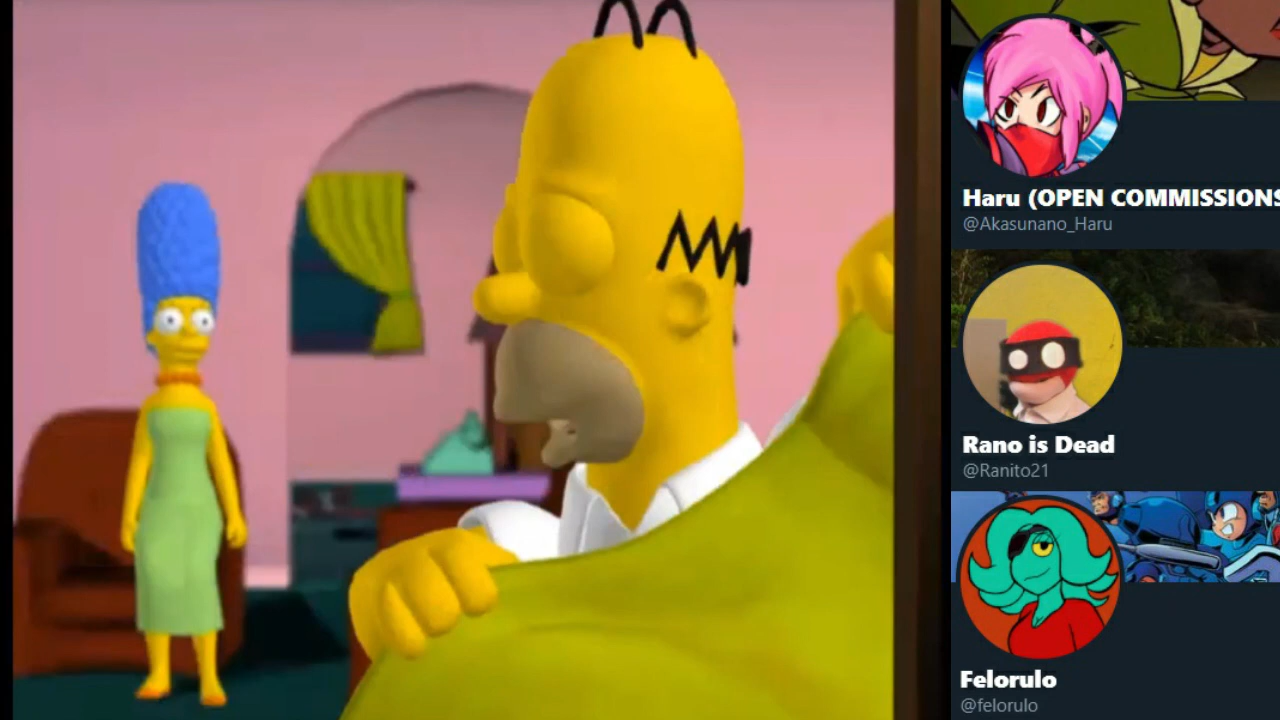 Haru (OPEN COMMISSIONS
@Akasunano_Haru
Rano is Dead
@Ranito21
Felorulo
@felorulo